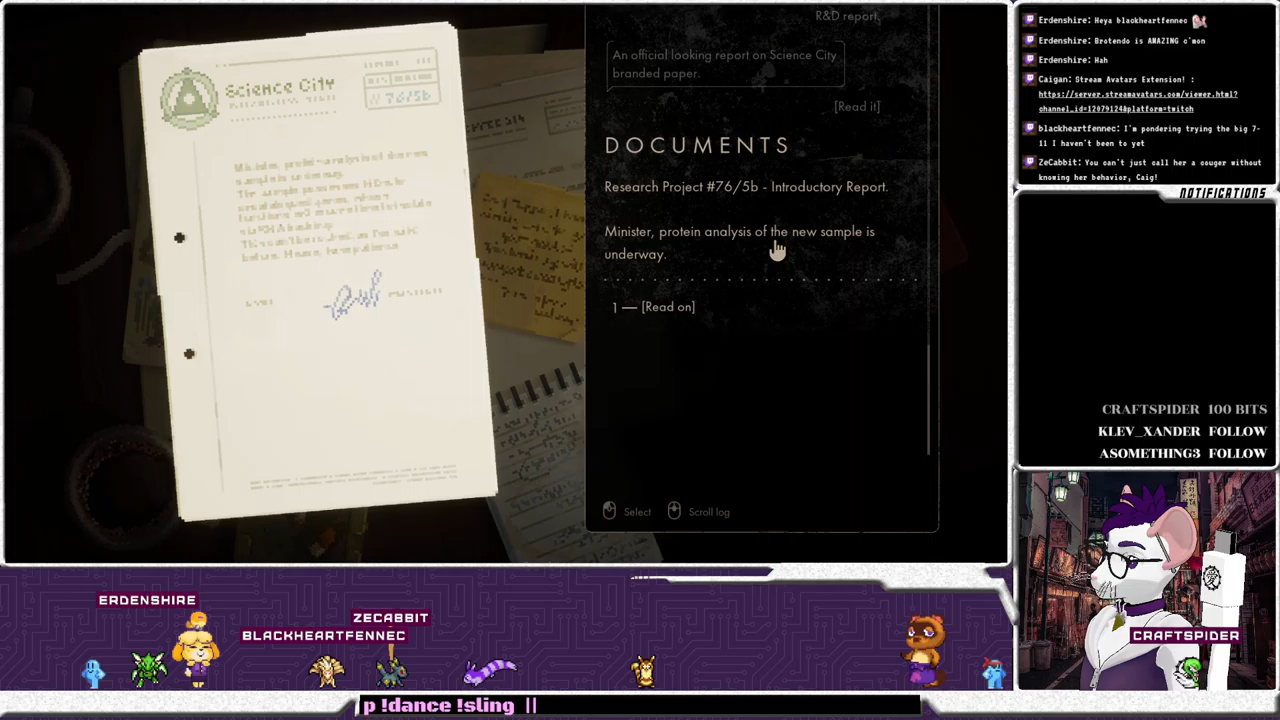 Science City
76/5b
R&D report.
An official looking report on Science City
branded paper.
[Read it]
DOCUMENTS
Research Project #76/5b - Introductory Report.
Minister, protein analysis of the new sample is
underway.
1 — [Read on]
Select
Scroll log
Erdenshire: Heya blackheartfennec
Erdenshire: Brotendo is AMAZING c'mon
Erdenshire: Hah
Caigan: Stream Avatars Extension! :
https://server.streamavatars.com/viewer.html?
channel_id=12079124&platform=twitch
blackheartfennec: I'm pondering trying the big 7-
11 I haven't been to yet
ZeCabbit: You can't just call her a couger without
knowing her behavior, Caig!
NOTIFICATIONS
CRAFTSPIDER 100 BITS
KLEV_XANDER FOLLOW
ASOMETHING3 FOLLOW
ERDENSHIRE
ZECABBIT
BLACKHEARTFENNEC
CRAFTSPIDER
p !dance !sling ||